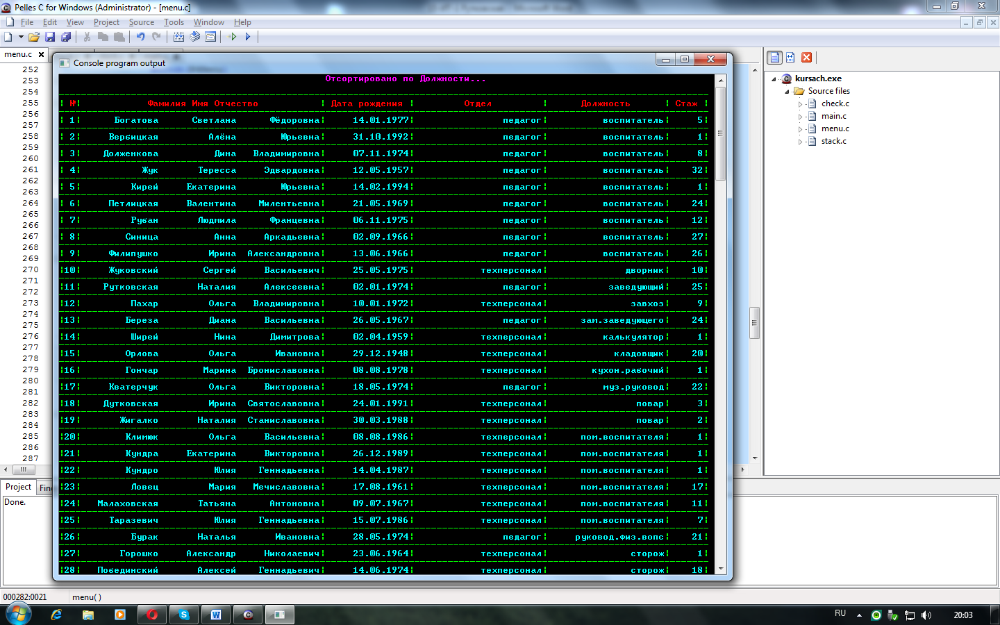 Pelles C for Windows (Administrator) - [menu.c]
File Edit View Project Source Tools Window Help
menu.c
Console program output
Отсортировано по Должности...
№ Фамилия Имя Отчество Дата рождения Отдел Должность Стаж
1 Богатова Светлана Фёдоровна 14.01.1977 педагог воспитатель 5
2 Вербицкая Алёна Юрьевна 31.10.1992 педагог воспитатель 1
3 Долженкова Дина Владимировна 07.11.1974 педагог воспитатель 8
4 Жук Тересса Эдвардовна 12.05.1957 педагог воспитатель 32
5 Кирей Екатерина Юрьевна 14.02.1994 педагог воспитатель 1
6 Петлицкая Валентина Милентьевна 21.05.1969 педагог воспитатель 24
7 Рубан Людмила Францевна 06.11.1975 педагог воспитатель 12
8 Синица Анна Аркадьевна 02.09.1966 педагог воспитатель 27
9 Филипушко Ирина Александровна 13.06.1966 педагог воспитатель 26
10 Жуковский Сергей Васильевич 25.05.1975 техперсонал дворник 10
11 Рутковская Наталия Алексеевна 02.01.1974 педагог заведующий 25
12 Пахар Ольга Владимировна 10.01.1972 техперсонал завхоз 9
13 Береза Диана Васильевна 26.05.1967 педагог зам.заведующего 24
14 Ширей Нина Димитрова 02.04.1959 техперсонал калькулятор 1
15 Орлова Ольга Ивановна 29.12.1948 техперсонал кладовщик 20
16 Гончар Марина Брониславовна 08.08.1978 техперсонал кухон.рабочий 1
17 Кватерчук Ольга Викторовна 18.05.1974 педагог муз.руковод 22
18 Дутковская Ирина Святославовна 24.01.1991 техперсонал повар 3
19 Жигалко Наталия Станиславовна 30.03.1988 техперсонал повар 2
20 Климюк Ольга Васильевна 08.08.1986 техперсонал пом.воспитателя 1
21 Кундра Екатерина Викторовна 26.12.1989 техперсонал пом.воспитателя 1
22 Кундро Юлия Геннадьевна 14.04.1987 техперсонал пом.воспитателя 1
23 Ловец Мария Мечиславовна 17.08.1961 техперсонал пом.воспитателя 17
24 Малаховская Татьяна Антоновна 09.07.1967 техперсонал пом.воспитателя 11
25 Таразевич Юлия Геннадьевна 15.07.1986 техперсонал пом.воспитателя 7
26 Бурак Наталья Ивановна 28.05.1974 педагог руковод.физ.вопс 21
27 Горошко Александр Николаевич 23.06.1964 техперсонал сторож 1
28 Побединский Алексей Геннадьевич 14.06.1974 техперсонал сторож 18
252
253
254
255
256
257
258
259
260
261
262
263
264
265
266
267
268
269
270
271
272
273
274
275
276
277
278
279
280
281
282
283
284
285
286
287
kursach.exe
Source files
check.c
main.c
menu.c
stack.c
Project
Done.
000282:0021 menu( )
RU 20:03